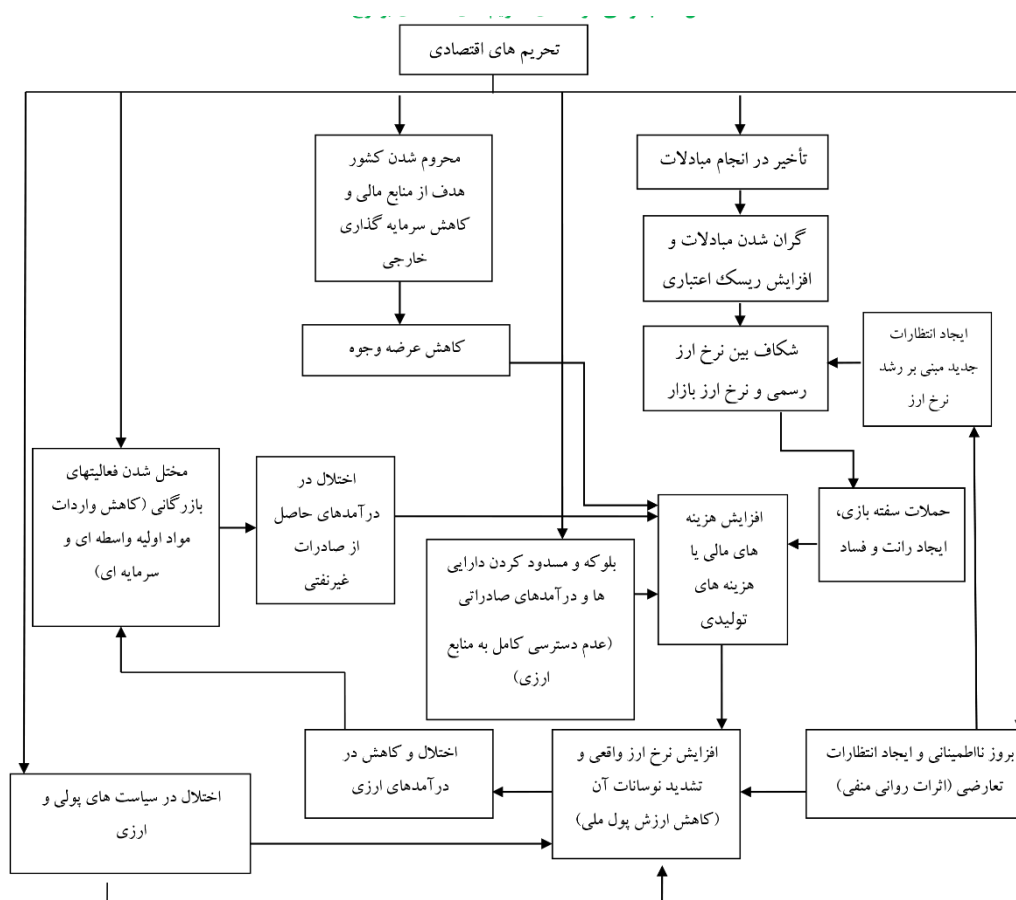 تحریم های اقتصادی
تأخیر در انجام مبادلات
محروم شدن کشور
هدف از منابع مالی و
کاهش سرمایه گذاری
خارجی
گران شدن مبادلات و
افزایش ریسک اعتباری
کاهش عرضه وجوه
شکاف بین نرخ ارز
رسمی و نرخ ارز بازار
ایجاد انتظارات
جدید مبنی بر رشد
نرخ ارز
مختل شدن فعالیتهای
بازرگانی (کاهش واردات
مواد اولیه واسطه ای و
سرمایه ای)
اختلال در
درآمدهای حاصل
از صادرات
غیرنفتی
بلوکه و مسدود کردن دارایی
ها و درآمدهای صادراتی
(عدم دسترسی کامل به منابع
ارزی)
افزایش هزینه
های مالی یا
هزینه های
تولیدی
حملات سفته بازی،
ایجاد رانت و فساد
بروز نااطمینانی و ایجاد انتظارات
تعارضی (اثرات روانی منفی)
افزایش نرخ ارز واقعی و
تشدید نوسانات آن
(کاهش ارزش پول ملی)
اختلال و کاهش در
درآمدهای ارزی
اختلال در سیاست های پولی و
ارزی